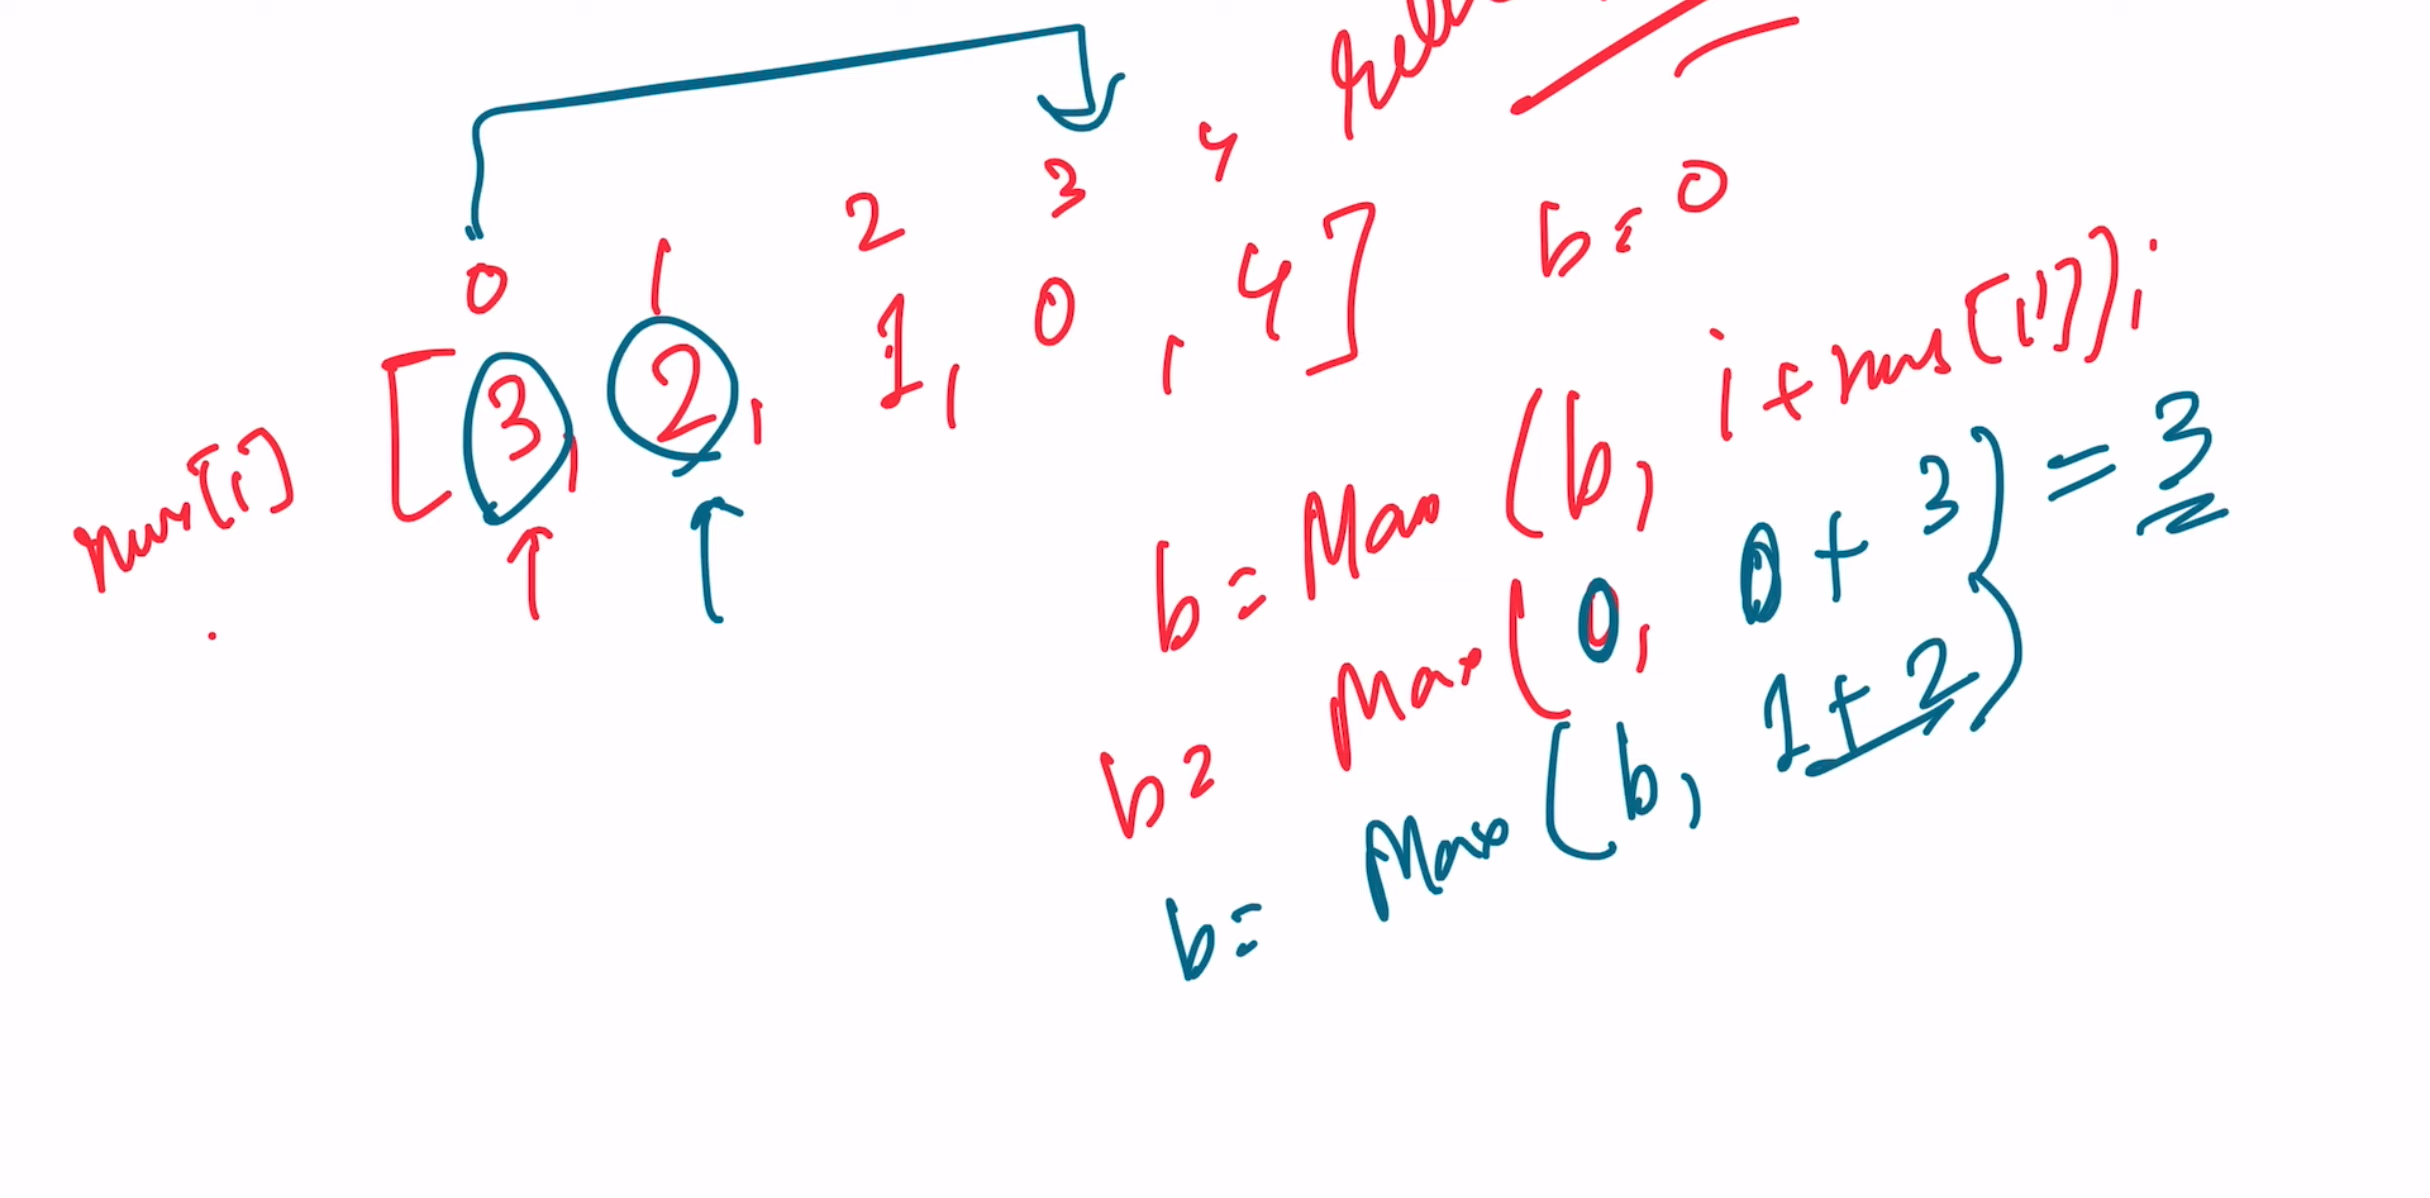 0 1 2 3 4
[3, 2, 1, 0, 4]
num[i]
b = 0
b = Max (b, i + nums[i]);
b = Max (0, 0 + 3) = 3
b = Max (b, 1 + 2)